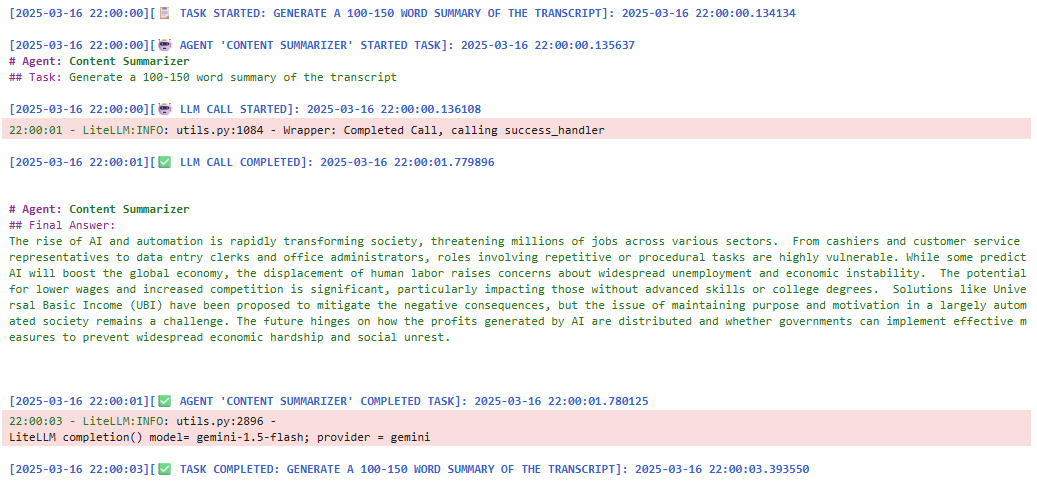 [2025-03-16 22:00:00][📋 TASK STARTED: GENERATE A 100-150 WORD SUMMARY OF THE TRANSCRIPT]: 2025-03-16 22:00:00.134134
[2025-03-16 22:00:00][🤖 AGENT 'CONTENT SUMMARIZER' STARTED TASK]: 2025-03-16 22:00:00.135637
# Agent: Content Summarizer
## Task: Generate a 100-150 word summary of the transcript
[2025-03-16 22:00:00][🤖 LLM CALL STARTED]: 2025-03-16 22:00:00.136108
22:00:01 - LiteLLM:INFO: utils.py:1084 - Wrapper: Completed Call, calling success_handler
[2025-03-16 22:00:01][✅ LLM CALL COMPLETED]: 2025-03-16 22:00:01.779896
# Agent: Content Summarizer
## Final Answer:
The rise of AI and automation is rapidly transforming society, threatening millions of jobs across various sectors.  From cashiers and customer service
representatives to data entry clerks and office administrators, roles involving repetitive or procedural tasks are highly vulnerable. While some predict
AI will boost the global economy, the displacement of human labor raises concerns about widespread unemployment and economic instability.  The potential
for lower wages and increased competition is significant, particularly impacting those without advanced skills or college degrees.  Solutions like Unive
rsal Basic Income (UBI) have been proposed to mitigate the negative consequences, but the issue of maintaining purpose and motivation in a largely autom
ated society remains a challenge. The future hinges on how the profits generated by AI are distributed and whether governments can implement effective m
easures to prevent widespread economic hardship and social unrest.
[2025-03-16 22:00:01][✅ AGENT 'CONTENT SUMMARIZER' COMPLETED TASK]: 2025-03-16 22:00:01.780125
22:00:03 - LiteLLM:INFO: utils.py:2896 -
LiteLLM completion() model= gemini-1.5-flash; provider = gemini
[2025-03-16 22:00:03][✅ TASK COMPLETED: GENERATE A 100-150 WORD SUMMARY OF THE TRANSCRIPT]: 2025-03-16 22:00:03.393550